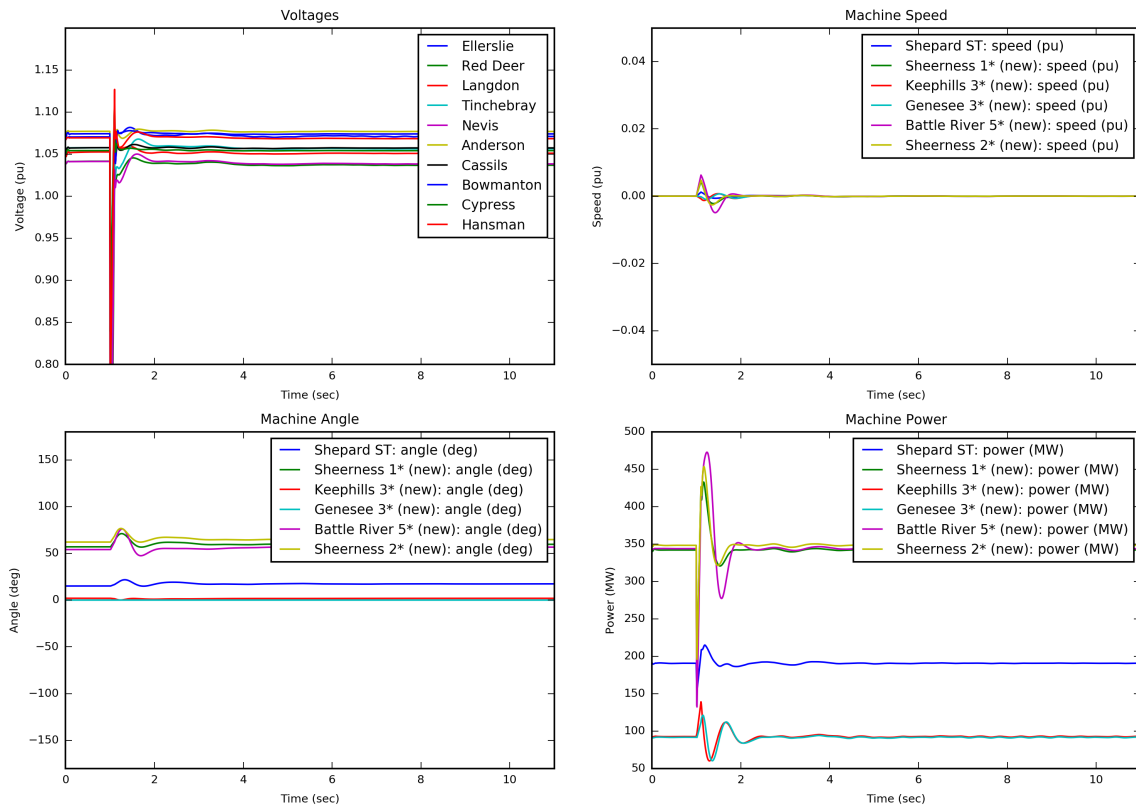 Voltages
1.15
1.10
1.05
1.00
0.95
0.90
0.85
0.80
Voltage (pu)
0 2 4 6 8 10
Time (sec)
Ellerslie
Red Deer
Langdon
Tinchebray
Nevis
Anderson
Cassils
Bowmanton
Cypress
Hansman
Machine Speed
0.04
0.02
0.00
−0.02
−0.04
Speed (pu)
0 2 4 6 8 10
Time (sec)
Shepard ST: speed (pu)
Sheerness 1* (new): speed (pu)
Keephills 3* (new): speed (pu)
Genesee 3* (new): speed (pu)
Battle River 5* (new): speed (pu)
Sheerness 2* (new): speed (pu)
Machine Angle
150
100
50
0
−50
−100
−150
Angle (deg)
0 2 4 6 8 10
Time (sec)
Shepard ST: angle (deg)
Sheerness 1* (new): angle (deg)
Keephills 3* (new): angle (deg)
Genesee 3* (new): angle (deg)
Battle River 5* (new): angle (deg)
Sheerness 2* (new): angle (deg)
Machine Power
500
450
400
350
300
250
200
150
100
50
Power (MW)
0 2 4 6 8 10
Time (sec)
Shepard ST: power (MW)
Sheerness 1* (new): power (MW)
Keephills 3* (new): power (MW)
Genesee 3* (new): power (MW)
Battle River 5* (new): power (MW)
Sheerness 2* (new): power (MW)